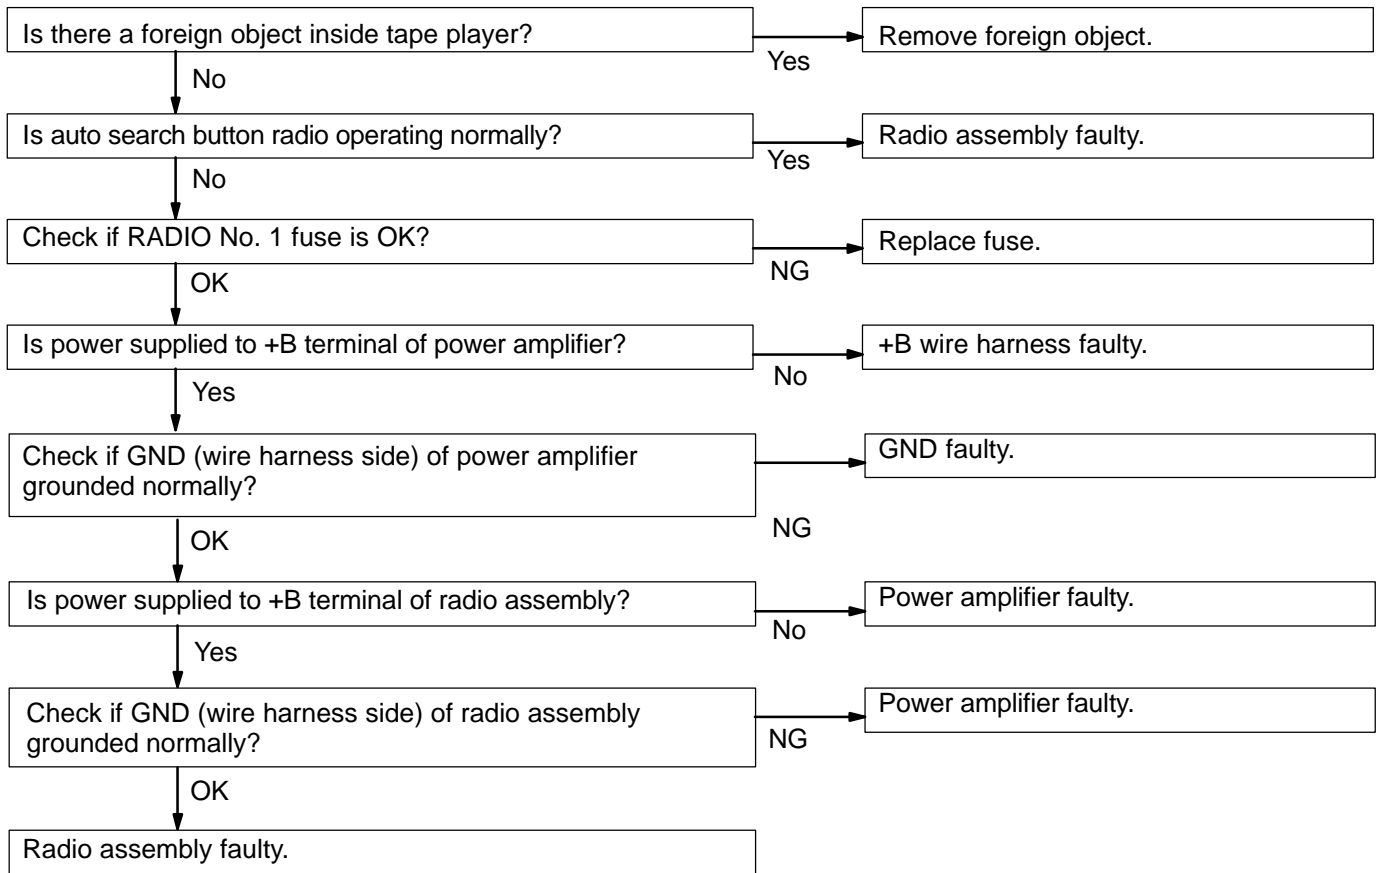 Is there a foreign object inside tape player?
Yes
Remove foreign object.
No
Is auto search button radio operating normally?
Yes
Radio assembly faulty.
No
Check if RADIO No. 1 fuse is OK?
NG
Replace fuse.
OK
Is power supplied to +B terminal of power amplifier?
No
+B wire harness faulty.
Yes
Check if GND (wire harness side) of power amplifier
grounded normally?
NG
GND faulty.
OK
Is power supplied to +B terminal of radio assembly?
No
Power amplifier faulty.
Yes
Check if GND (wire harness side) of radio assembly
grounded normally?
NG
Power amplifier faulty.
OK
Radio assembly faulty.